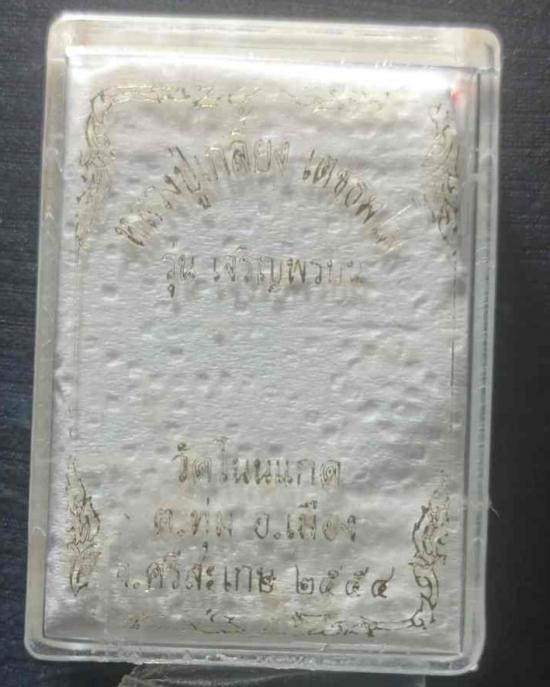 หลวงปู่เกลี้ยง เตชธมฺโม
รุ่น เจริญพรบน
วัดโนนแกด
ต.ทุ่ม อ.เมือง
จ.ศรีสะเกษ ๒๕๕๔